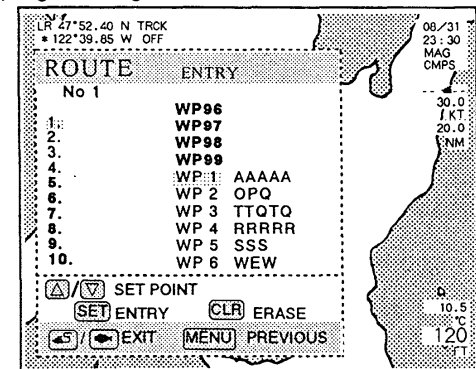 LR 47°52.40 N TRCK
* 122°39.85 W OFF
08/31
23:30
MAG
CMPS
ROUTE ENTRY
No 1
30.0
KT
20.0
NM
WP96
1. WP97
2. WP98
3. WP99
4. WP 1 AAAAA
5. WP 2 OPQ
6. WP 3 TTQTQ
7. WP 4 RRRRR
8. WP 5 SSS
9. WP 6 WEW
10.
△/▽ SET POINT
SET ENTRY CLR ERASE
EXIT MENU PREVIOUS
10.5
°C
120
FT